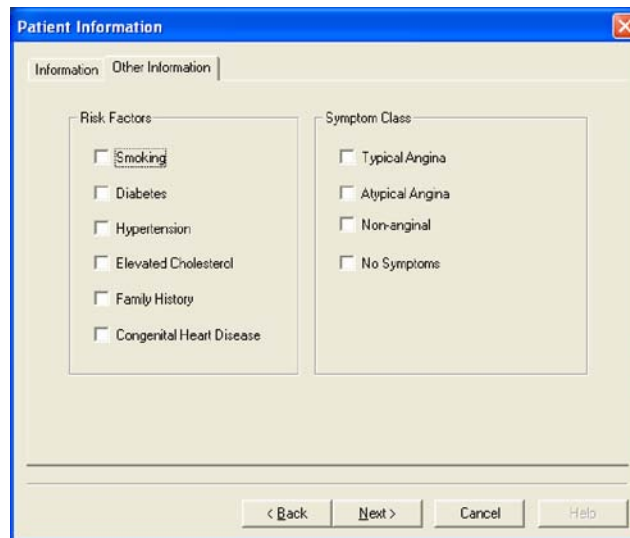 Patient Information
Information
Other Information
Risk Factors
Smoking
Diabetes
Hypertension
Elevated Cholesterol
Family History
Congenital Heart Disease
Symptom Class
Typical Angina
Atypical Angina
Non-anginal
No Symptoms
< Back
Next >
Cancel
Help